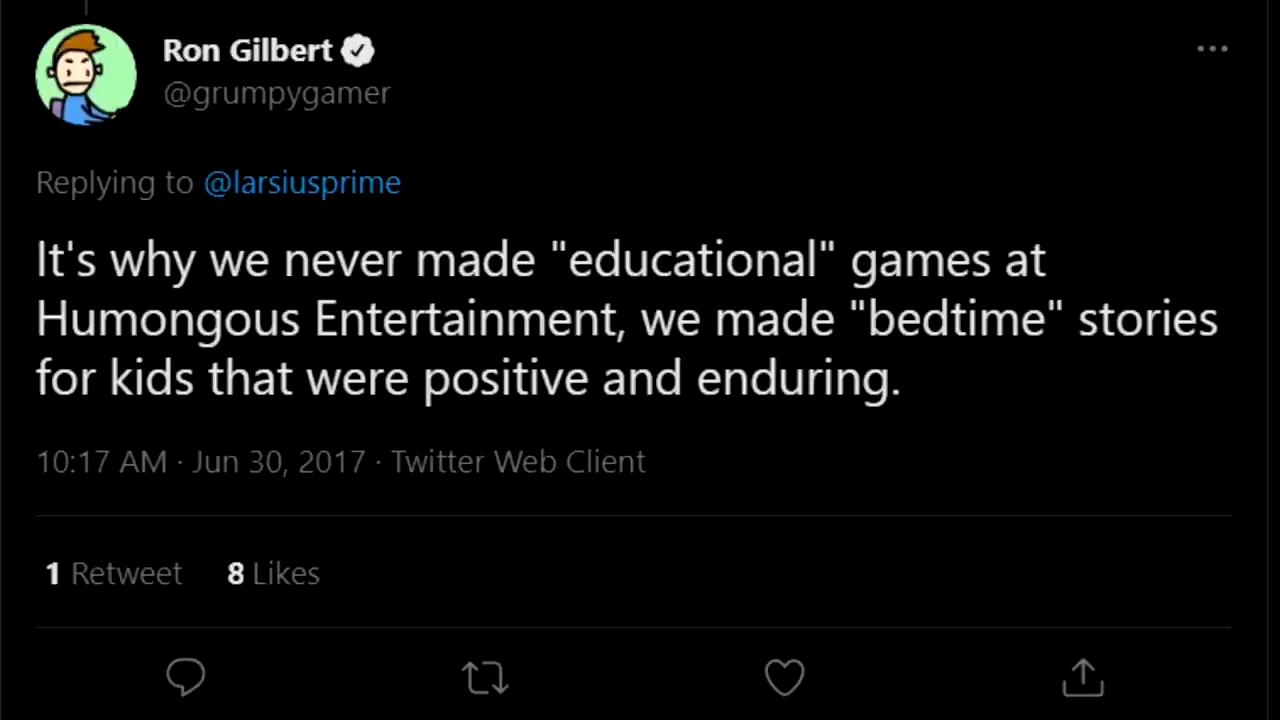 Ron Gilbert
@grumpygamer
Replying to @larsiusprime
It's why we never made "educational" games at
Humongous Entertainment, we made "bedtime" stories
for kids that were positive and enduring.
10:17 AM · Jun 30, 2017 · Twitter Web Client
1 Retweet 8 Likes